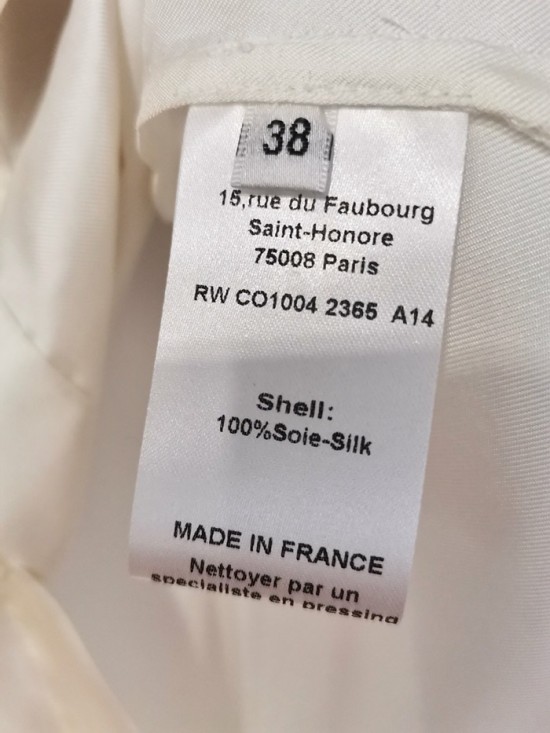 38
15,rue du Faubourg
Saint-Honore
75008 Paris
RW CO1004 2365 A14
Shell:
100%Soie-Silk
MADE IN FRANCE
Nettoyer par un
specialiste en pressing